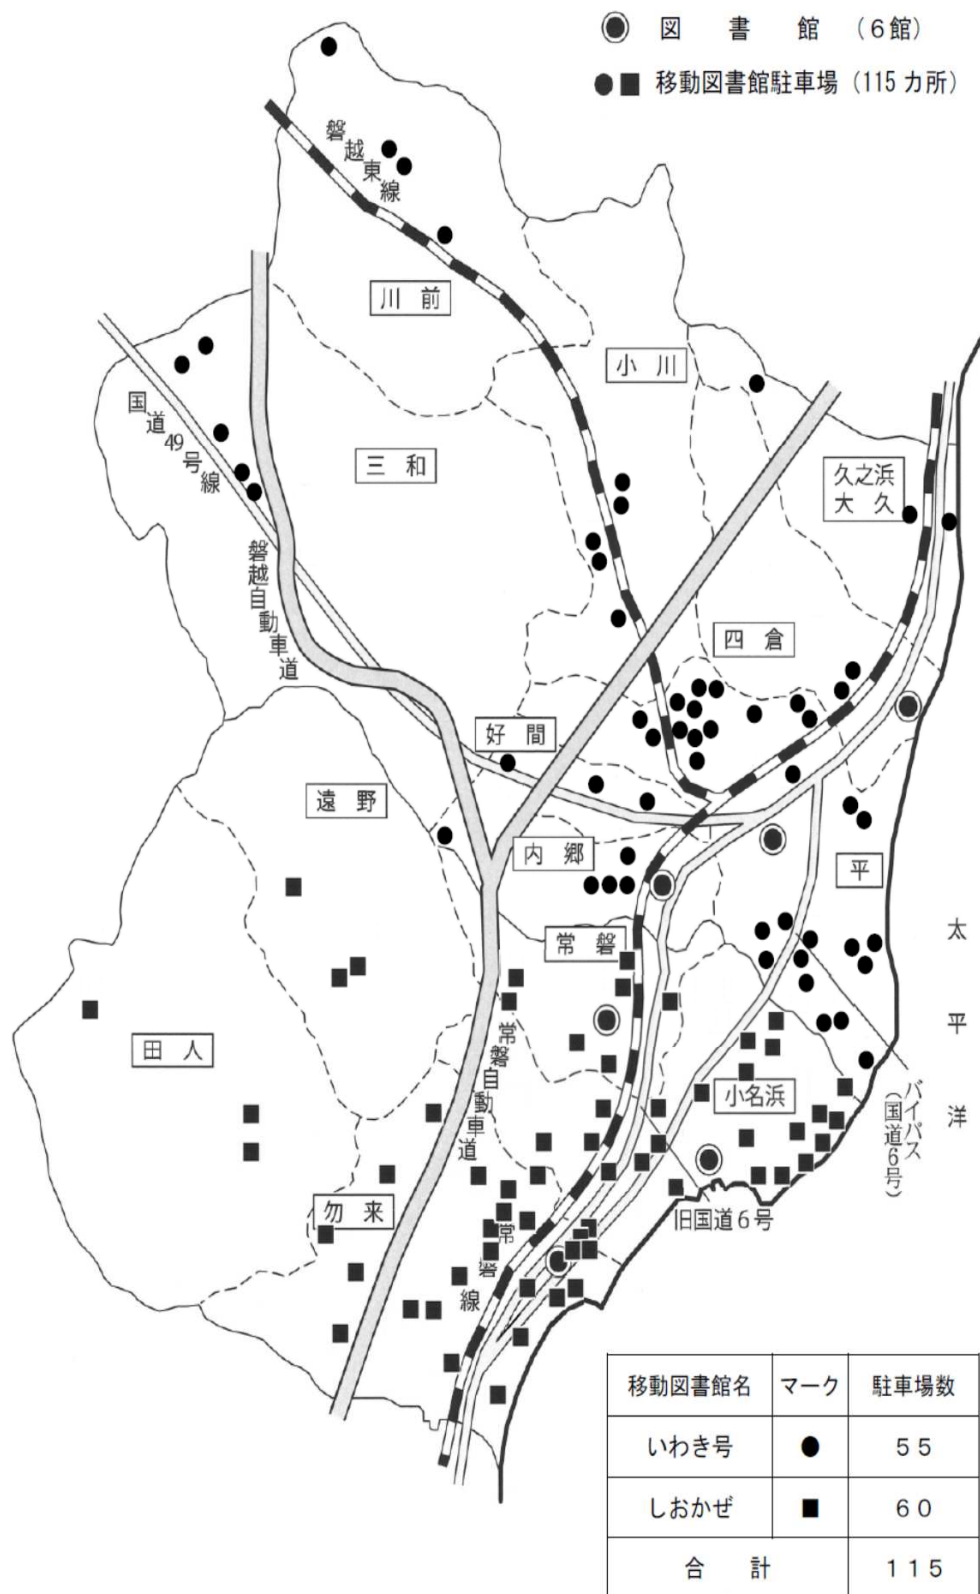 図書館（6館）
移動図書館駐車場（115カ所）
磐越東線
川前
小川
国道49号線
三和
久之浜
大久
磐越自動車道
四倉
好間
遠野
内郷
平
常磐
太平洋
田人
常磐自動車道
小名浜
バイパス
（国道6号）
勿来
旧国道6号
常磐線
移動図書館名 マーク 駐車場数
いわき号 ● 55
しおかぜ ■ 60
合計 115